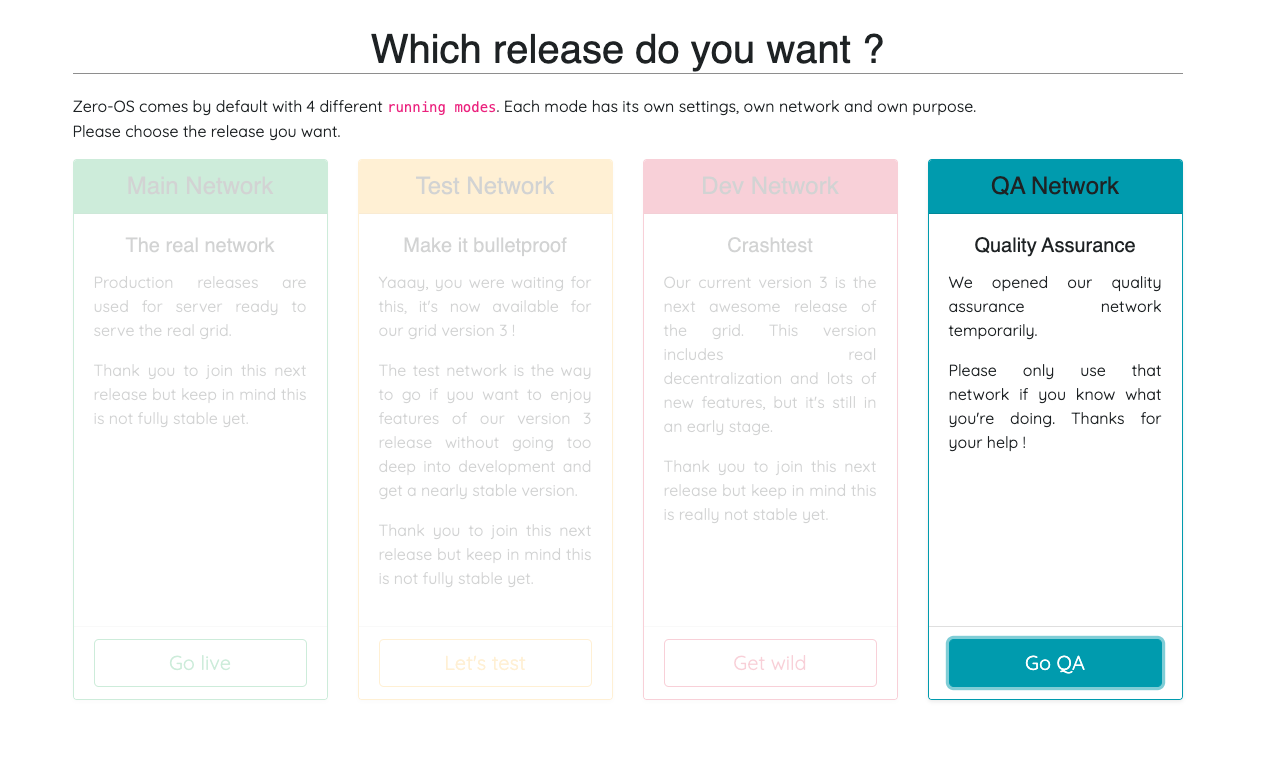 Which release do you want ?
Zero-OS comes by default with 4 different running modes. Each mode has its own settings, own network and own purpose.
Please choose the release you want.
Main Network
The real network
Production releases are
used for server ready to
serve the real grid.
Thank you to join this next
release but keep in mind this
is not fully stable yet.
Go live
Test Network
Make it bulletproof
Yaaay, you were waiting for
this, it's now available for
our grid version 3 !
The test network is the way
to go if you want to enjoy
features of our version 3
release without going too
deep into development and
get a nearly stable version.
Thank you to join this next
release but keep in mind this
is not fully stable yet.
Let's test
Dev Network
Crashtest
Our current version 3 is the
next awesome release of
the grid. This version
includes real
decentralization and lots of
new features, but it's still in
an early stage.
Thank you to join this next
release but keep in mind this
is really not stable yet.
Get wild
QA Network
Quality Assurance
We opened our quality
assurance network
temporarily.
Please only use that
network if you know what
you're doing. Thanks for
your help !
Go QA